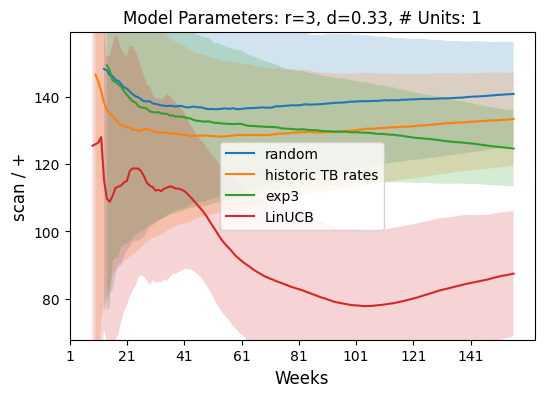 Model Parameters: r=3, d=0.33, # Units: 1
scan / +
140
120
100
80
random
historic TB rates
exp3
LinUCB
1 21 41 61 81 101 121 141
Weeks